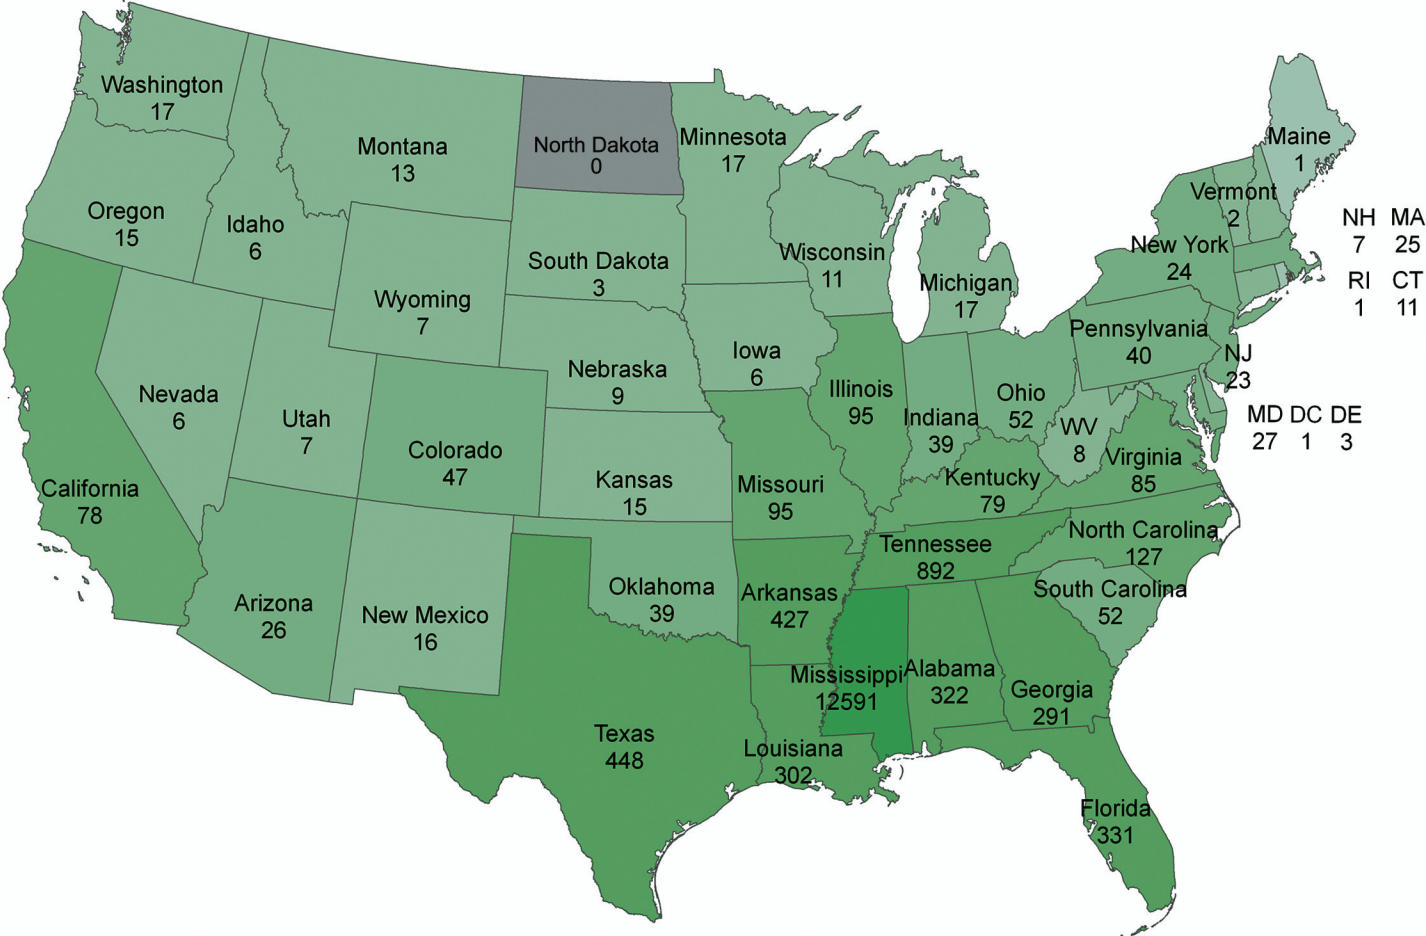 Washington
17
Montana
13
North Dakota
0
Minnesota
17
Maine
1
Oregon
15
Idaho
6
Wisconsin
11
Michigan
17
Vermont
2
New York
24
NH MA
7 25
RI CT
1 11
South Dakota
3
Wyoming
7
Nebraska
9
Iowa
6
Pennsylvania
40
NJ
23
MD DC DE
27 1 3
Nevada
6
Utah
7
Colorado
47
Kansas
15
Missouri
95
Illinois
95
Indiana
39
Ohio
52
WV
8
Virginia
85
Kentucky
79
California
78
Arizona
26
New Mexico
16
Oklahoma
39
Arkansas
427
Tennessee
892
North Carolina
127
South Carolina
52
Mississippi
12591
Alabama
322
Georgia
291
Texas
448
Louisiana
302
Florida
331